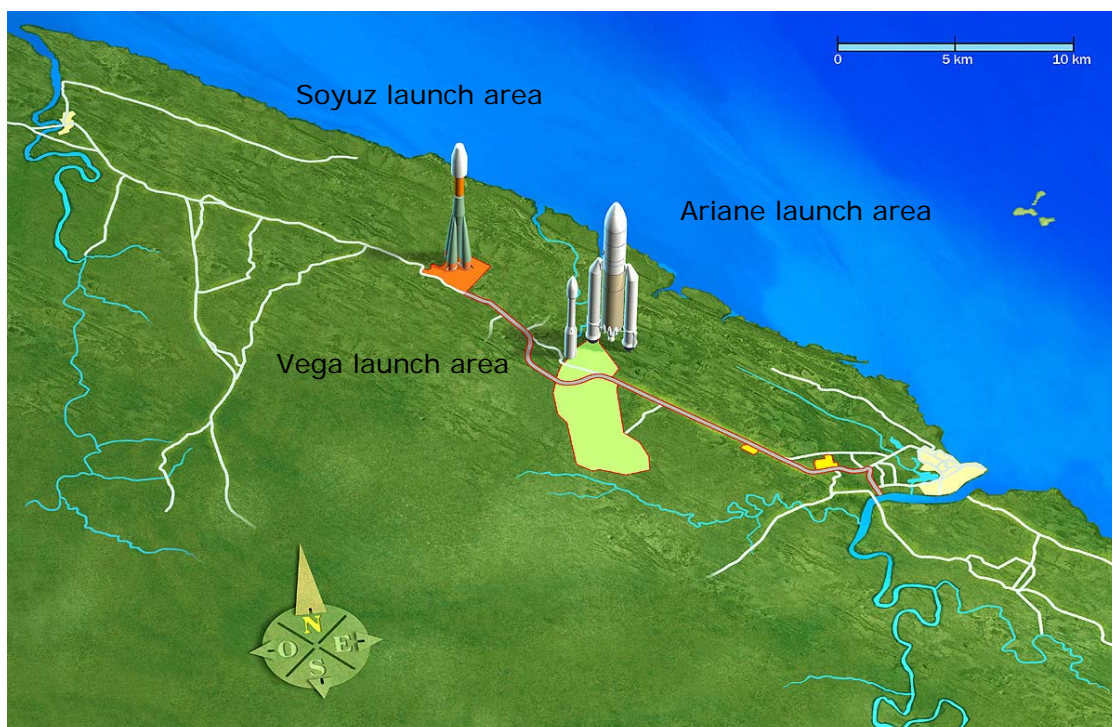 0 5 km 10 km
Soyuz launch area
Ariane launch area
Vega launch area
N
O E
S